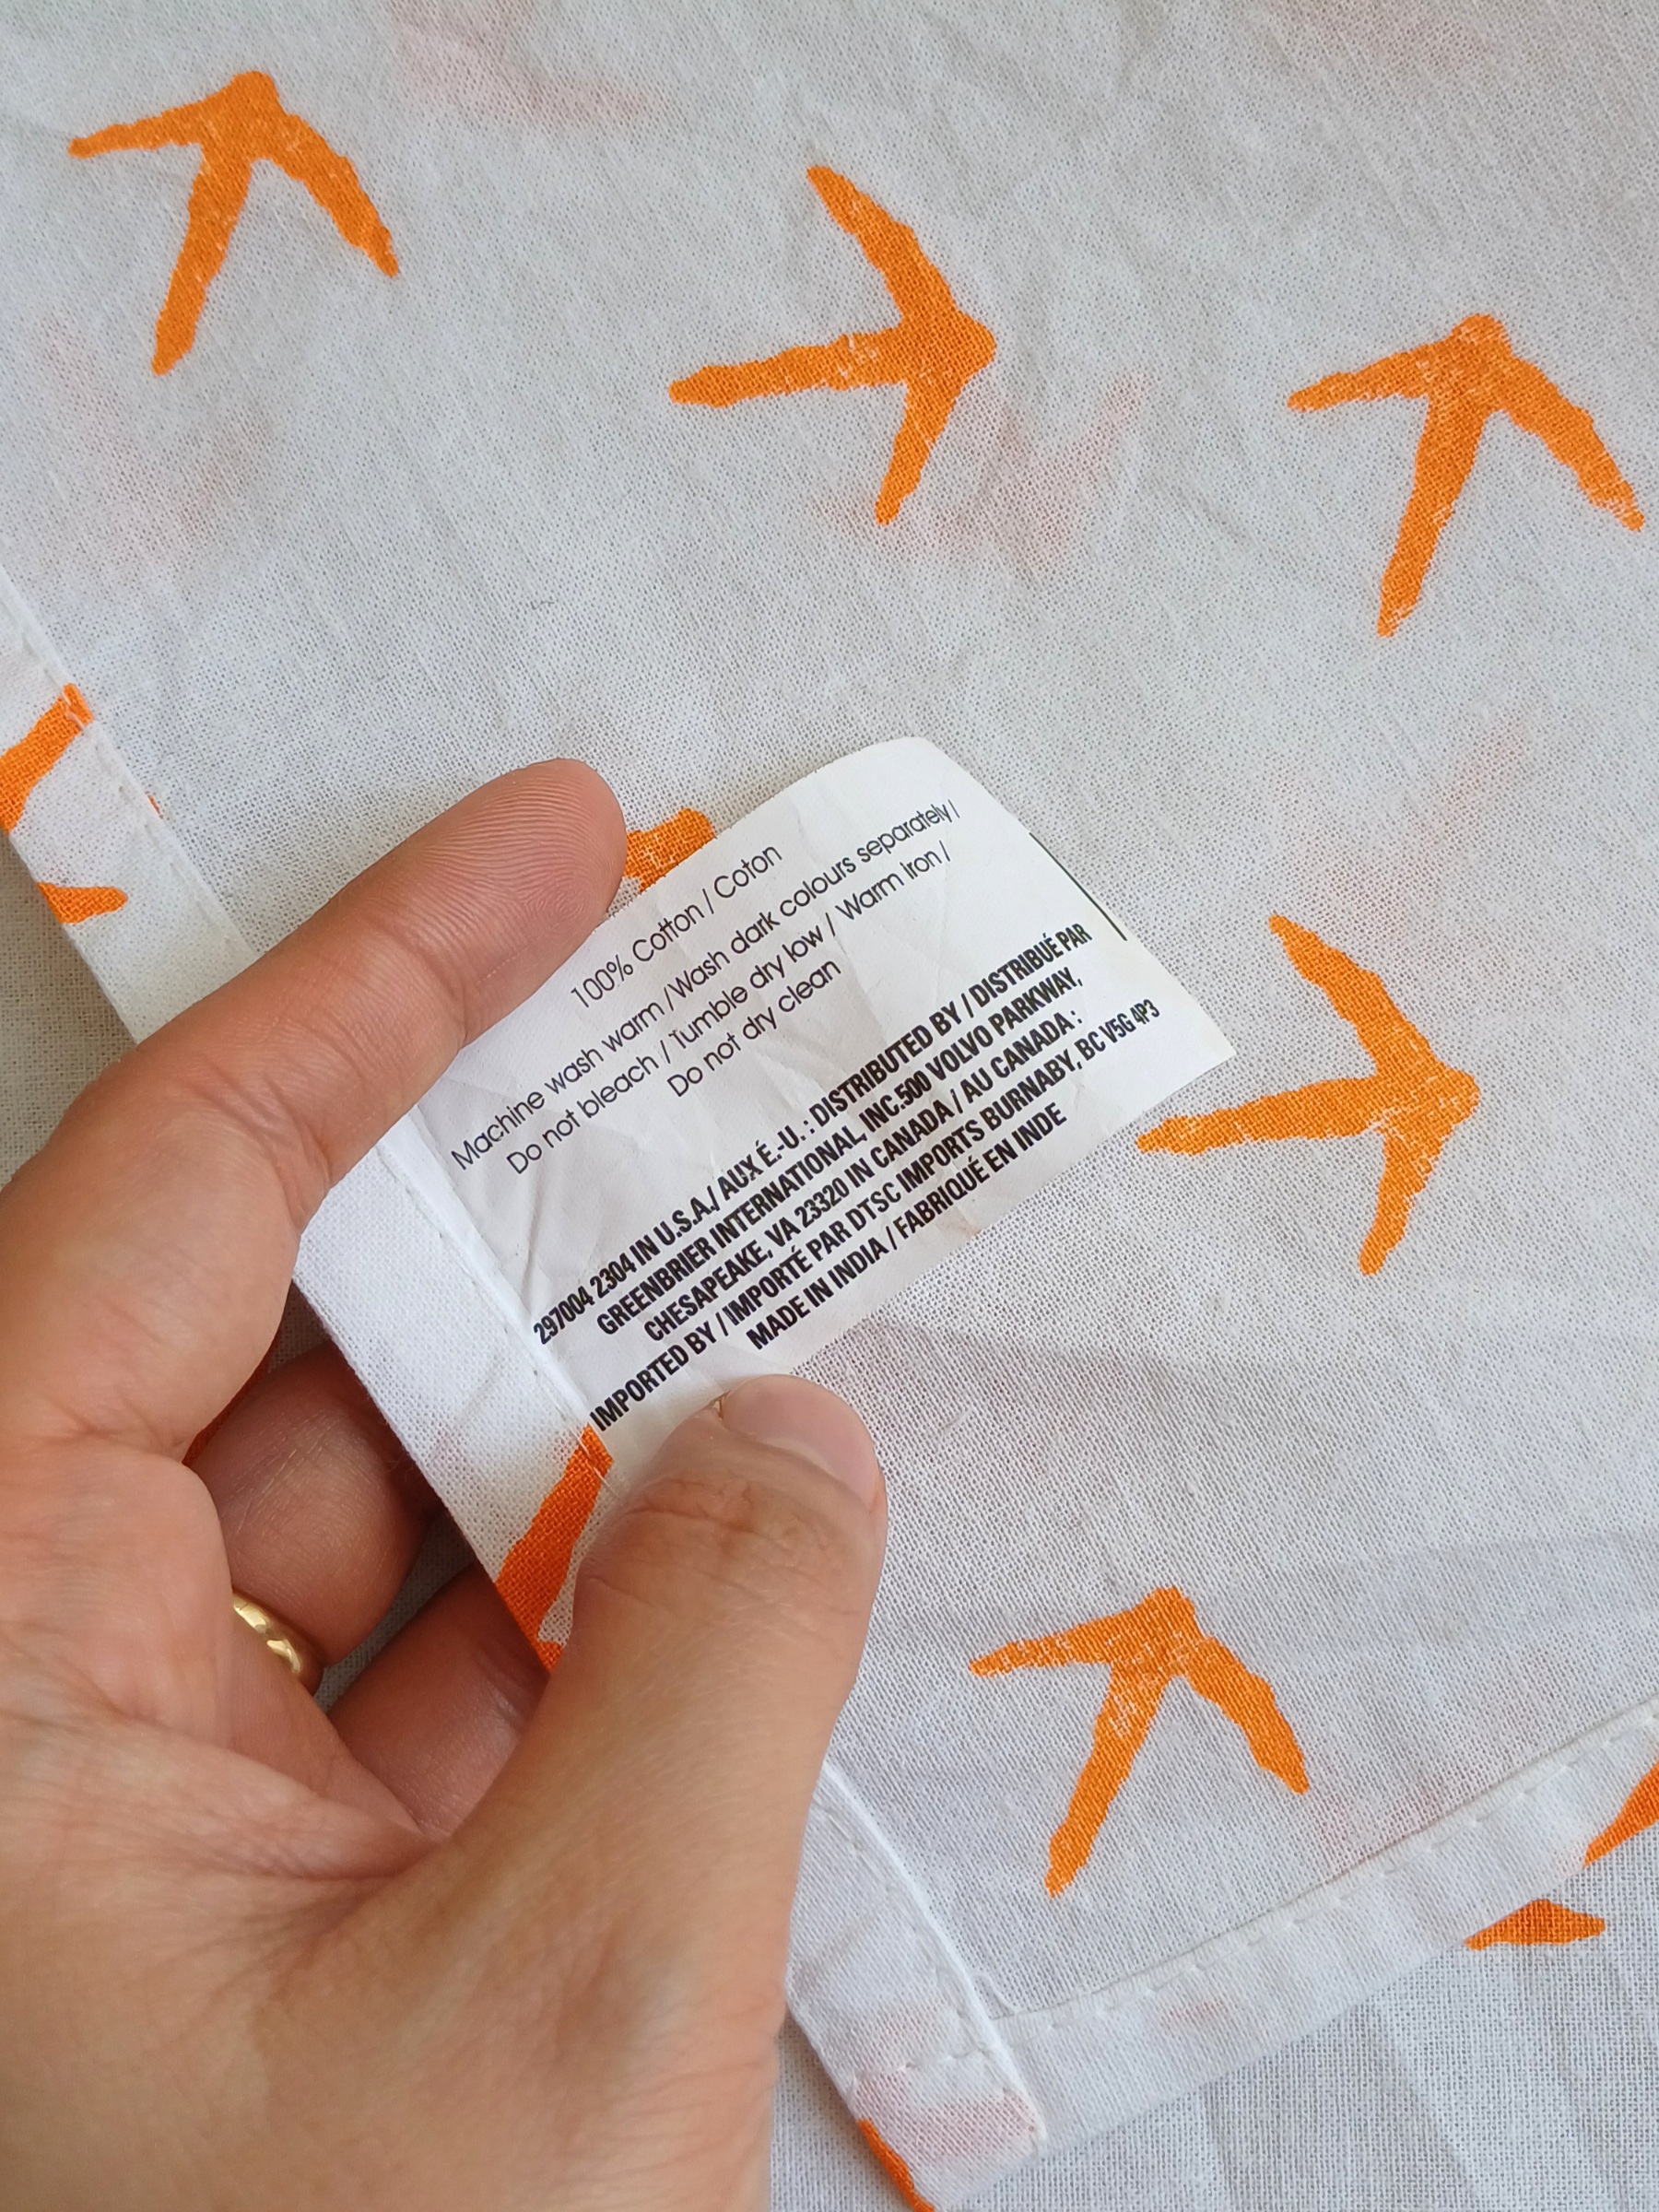 100% Cotton / Coton
Machine wash warm /Wash dark colours separately /
Do not bleach / Tumble dry low / Warm iron /
Do not dry clean
297004 2304 IN U.S.A./ AUX É.-U. : DISTRIBUTED BY / DISTRIBUÉ PAR
GREENBRIER INTERNATIONAL, INC.500 VOLVO PARKWAY,
CHESAPEAKE, VA 23320 IN CANADA / AU CANADA :
IMPORTED BY / IMPORTÉ PAR DTSC IMPORTS BURNABY, BC V5G 4P3
MADE IN INDIA / FABRIQUÉ EN INDE